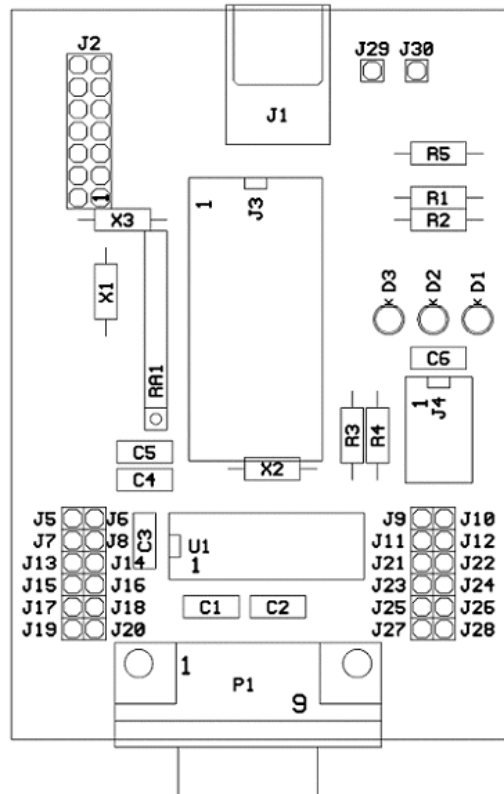 J2
J29 J30
J1
R5
1
R1
1
J3
X3
R2
X1
D3 D2 D1
C6
RA1
1
J4
R3
R4
C5
X2
C4
J5 J6
J9 J10
J7 J8
C3
U1
J11 J12
J13 J14
1
J21 J22
J15 J16
J23 J24
J17 J18
C1 C2
J25 J26
J19 J20
J27 J28
1
P1
9